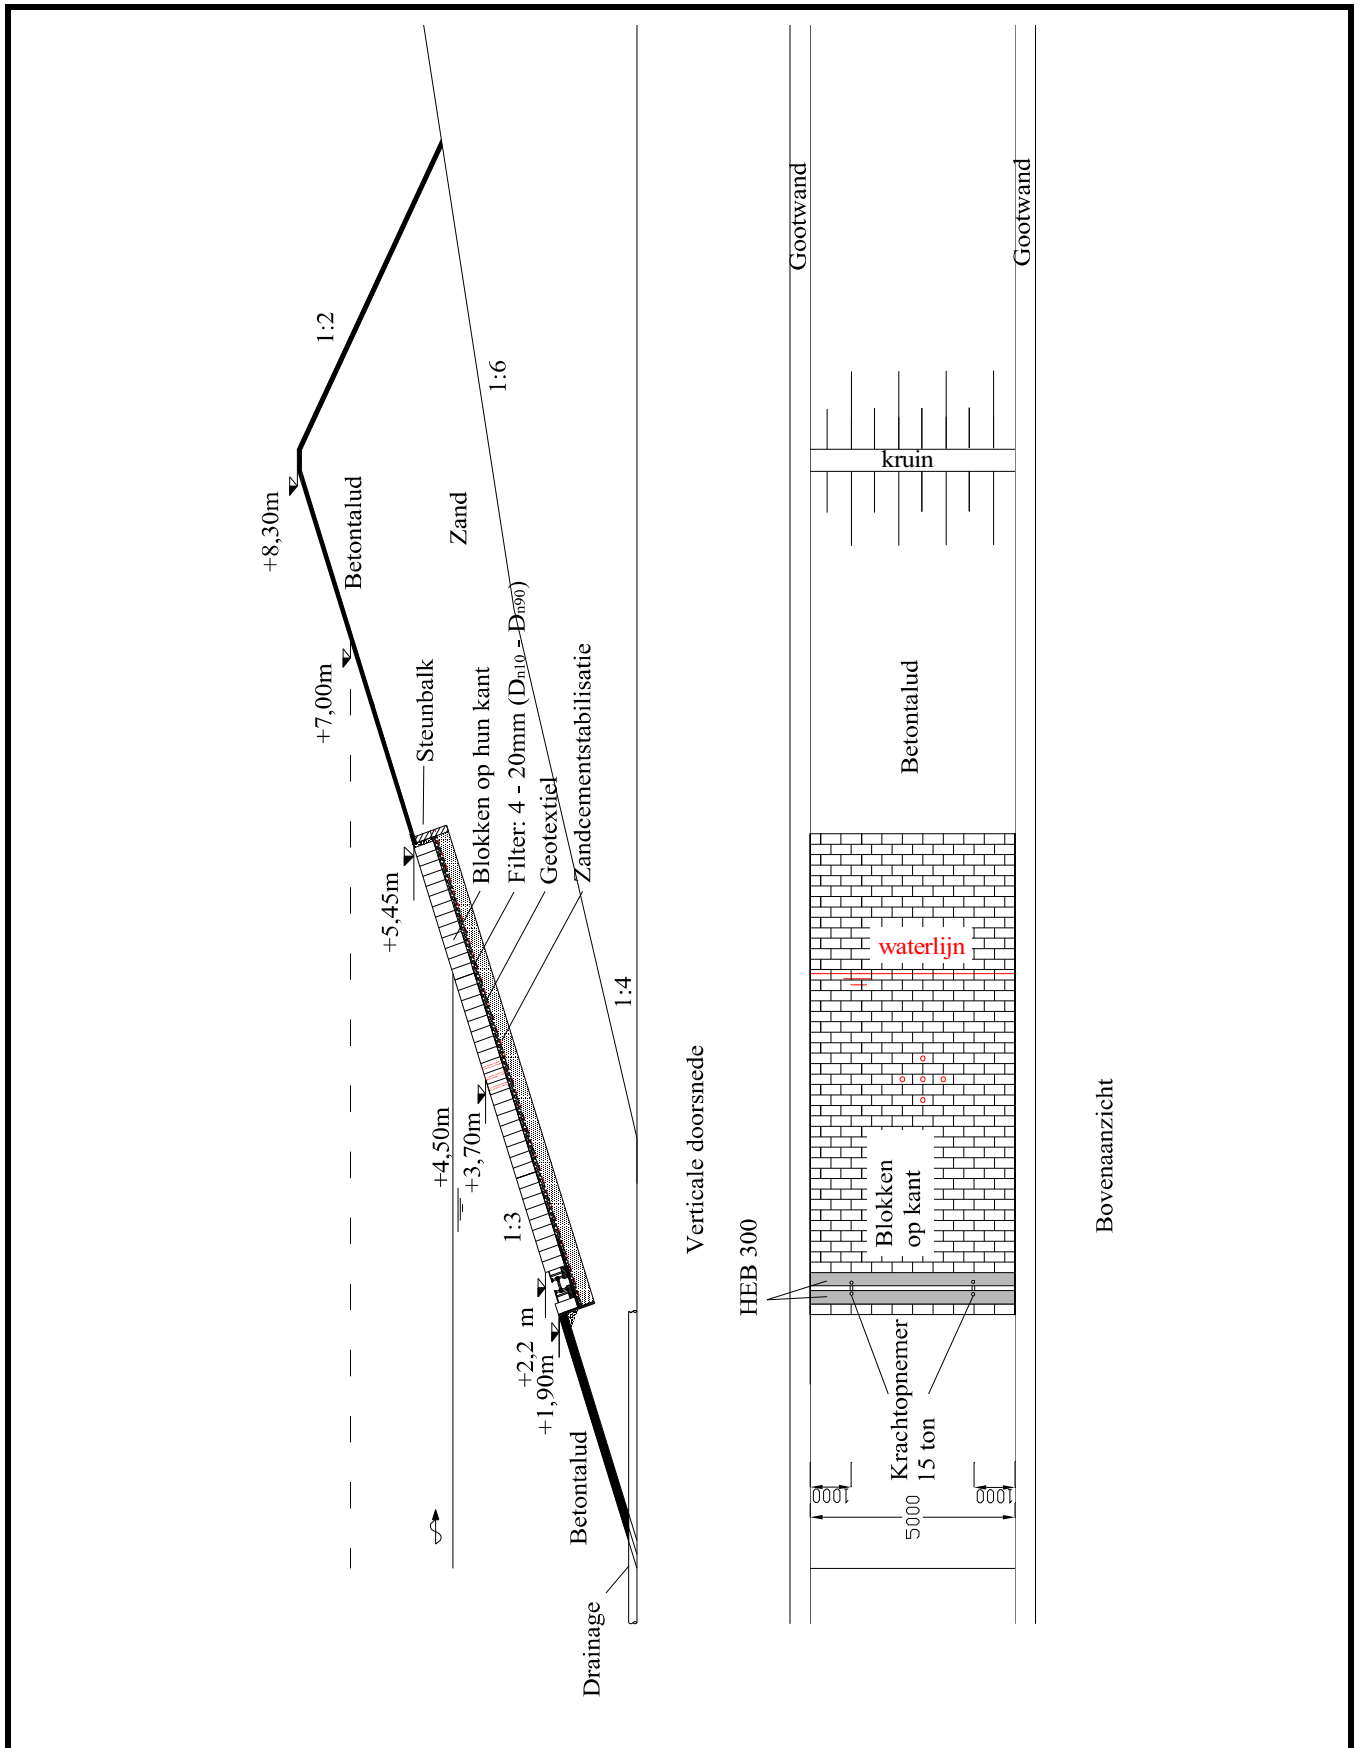 +8,30m
1:2
Betontalud
+7,00m
1:6
Zand
Steunbalk
Blokken op hun kant
Filter: 4 - 20mm (Dn10 - Dn90)
Geotextiel
Zandcementstabilisatie
+5,45m
+4,50m
+3,70m
1:3
1:4
+2,2 m
+1,90m
Betontalud
Drainage
Verticale doorsnede
Gootwand
Gootwand
kruin
Betontalud
waterlijn
Blokken
op kant
HEB 300
Krachtopnemer
15 ton
1000
1000
5000
Bovenaanzicht